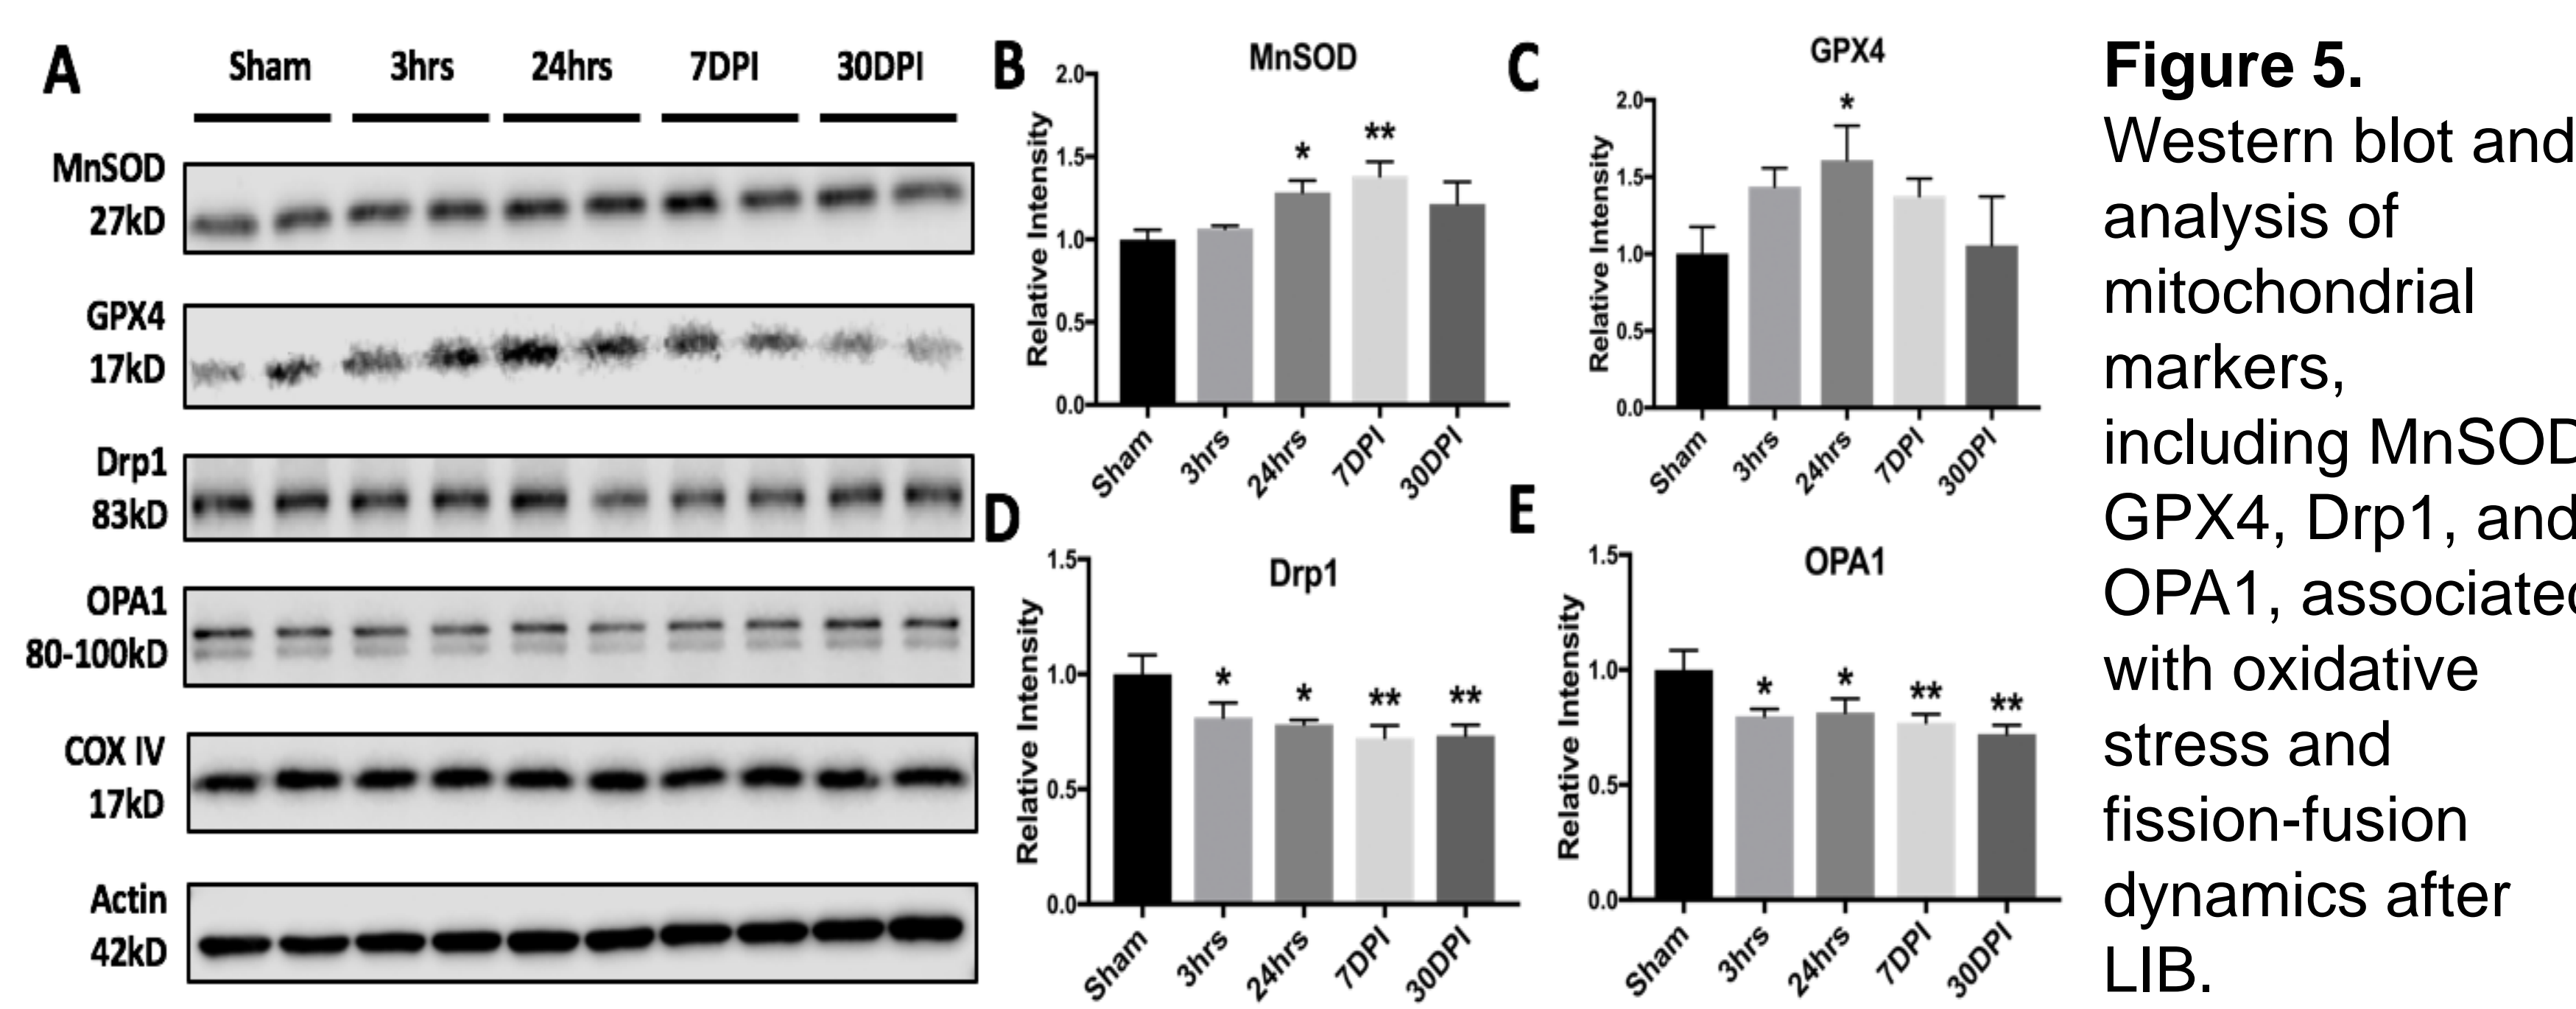 A
Sham 3hrs 24hrs 7DPI 30DPI
MnSOD
27kD
GPX4
17kD
Drp1
83kD
OPA1
80-100kD
COX IV
17kD
Actin
42kD
B
MnSOD
Relative Intensity
2.0
1.5
1.0
0.5
0.0
* **
Sham 3hrs 24hrs 7DPI 30DPI
C
GPX4
Relative Intensity
2.0
1.5
1.0
0.5
0.0
*
Sham 3hrs 24hrs 7DPI 30DPI
D
Drp1
Relative Intensity
1.5
1.0
0.5
0.0
* * ** **
Sham 3hrs 24hrs 7DPI 30DPI
E
OPA1
Relative Intensity
1.5
1.0
0.5
0.0
* * ** **
Sham 3hrs 24hrs 7DPI 30DPI
Figure 5.
Western blot and
analysis of
mitochondrial
markers,
including MnSOD
GPX4, Drp1, and
OPA1, associated
with oxidative
stress and
fission-fusion
dynamics after
LIB.